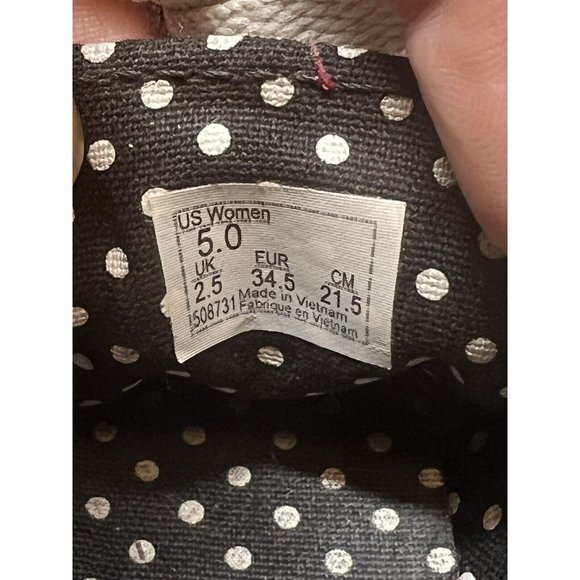 US Women
5.0
UK EUR CM
2.5 34.5 21.5
508731 Made in Vietnam
Fabrique en Vietnam